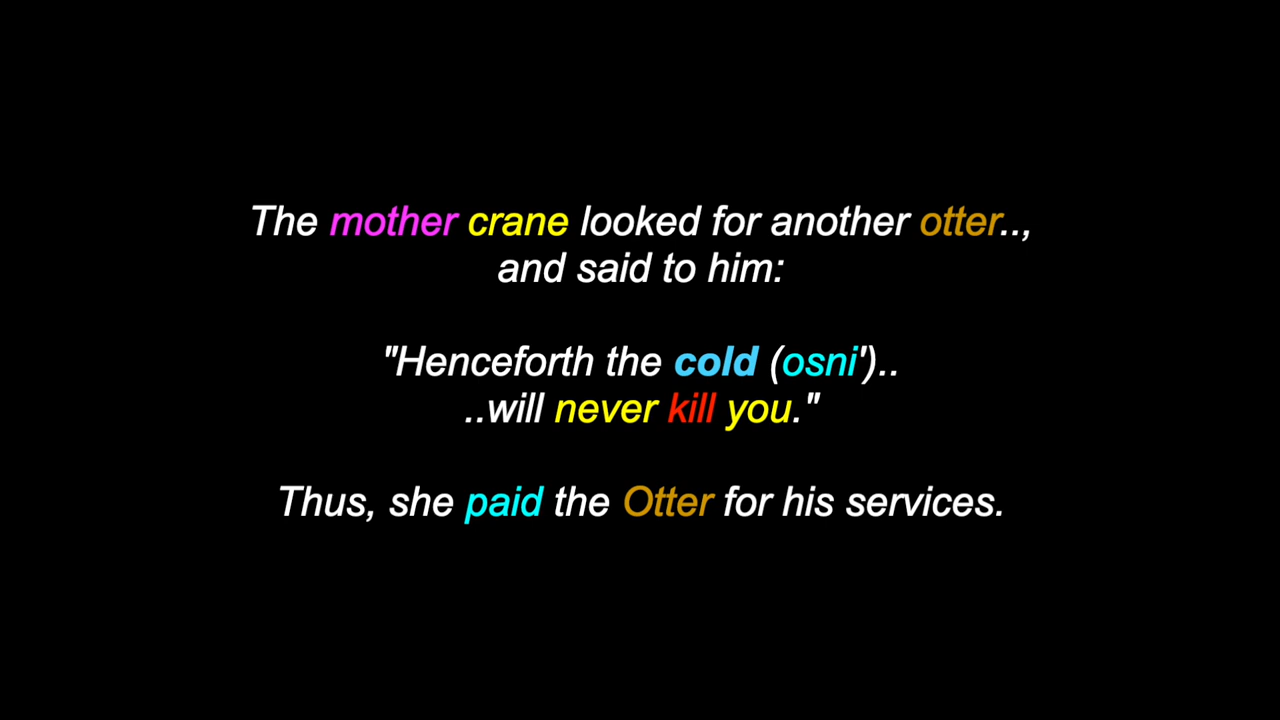 The mother crane looked for another otter..,
and said to him:
"Henceforth the cold (osni')..
..will never kill you."
Thus, she paid the Otter for his services.